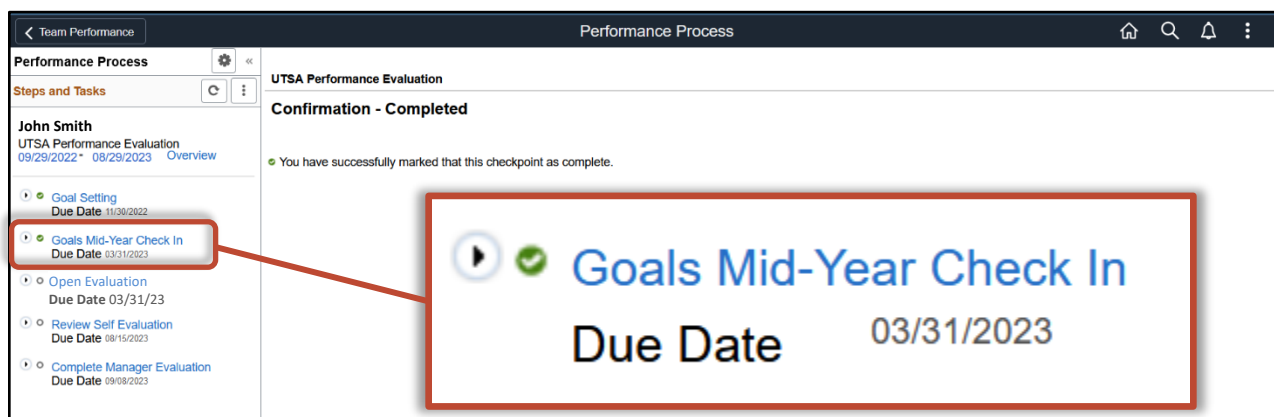 Team Performance
Performance Process
Performance Process
«
Steps and Tasks
John Smith
UTSA Performance Evaluation
09/29/2022- 08/29/2023 Overview
Goal Setting
Due Date 11/30/2022
Goals Mid-Year Check In
Due Date 03/31/2023
Open Evaluation
Due Date 03/31/23
Review Self Evaluation
Due Date 08/15/2023
Complete Manager Evaluation
Due Date 09/08/2023
UTSA Performance Evaluation
Confirmation - Completed
You have successfully marked that this checkpoint as complete.
Goals Mid-Year Check In
Due Date 03/31/2023